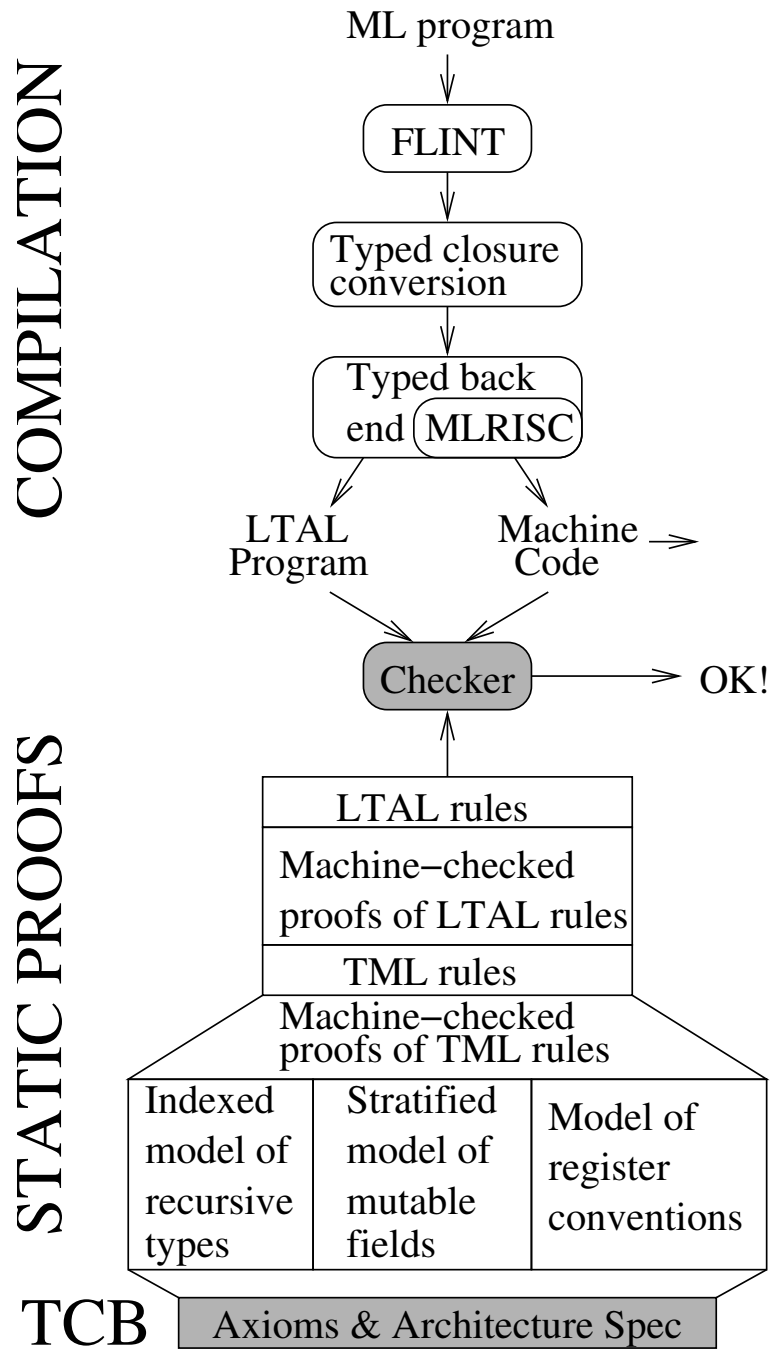 COMPILATION
ML program
FLINT
Typed closure
conversion
Typed back
end MLRISC
LTAL
Program
Machine
Code
Checker
OK!
STATIC PROOFS
LTAL rules
Machine−checked
proofs of LTAL rules
TML rules
Machine−checked
proofs of TML rules
Indexed
model of
recursive
types
Stratified
model of
mutable
fields
Model of
register
conventions
TCB
Axioms & Architecture Spec